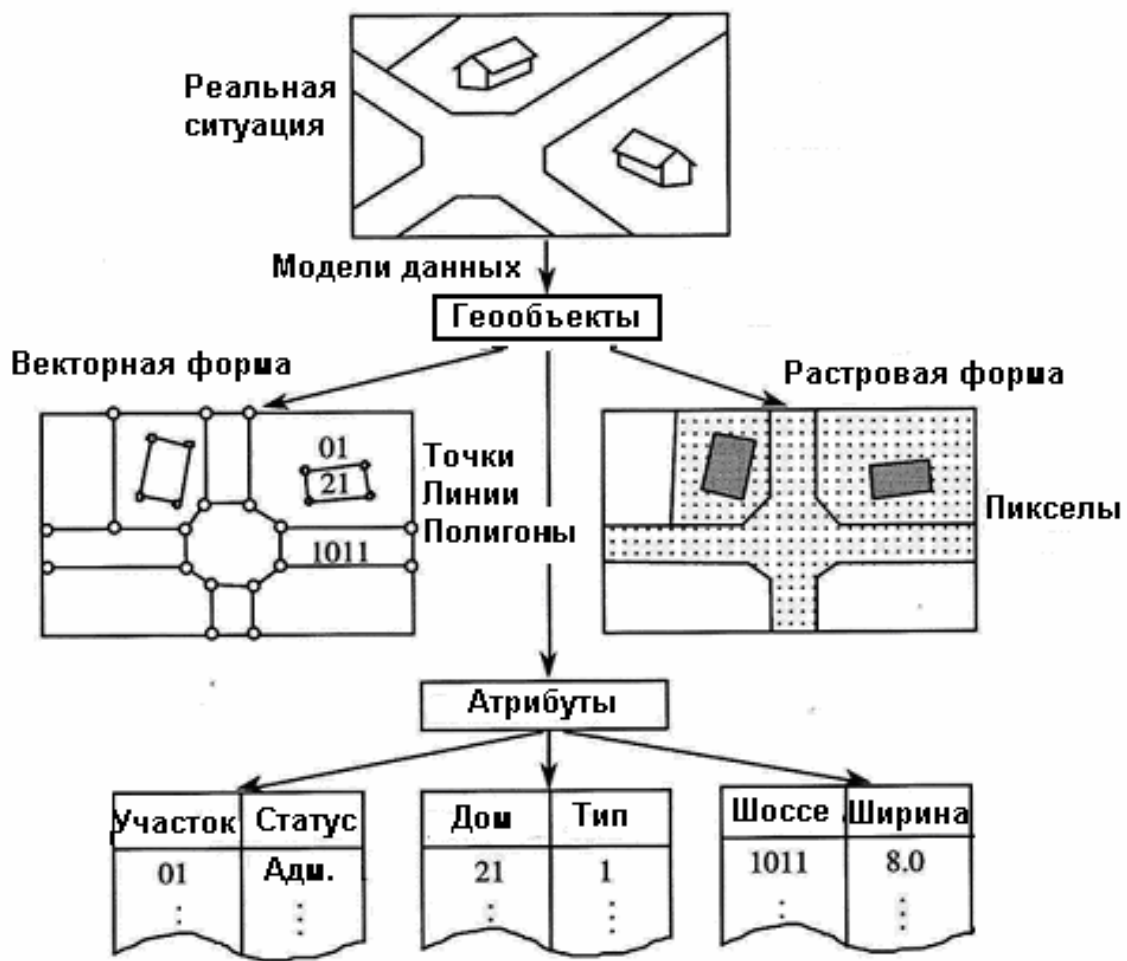 Реальная
ситуация
Модели данных
Геообъекты
Векторная форма
Растровая форма
01
21
1011
Точки
Линии
Полигоны
Пикселы
Атрибуты
Участок Статус
01 Адм.
Дом Тип
21 1
Шоссе Ширина
1011 8.0